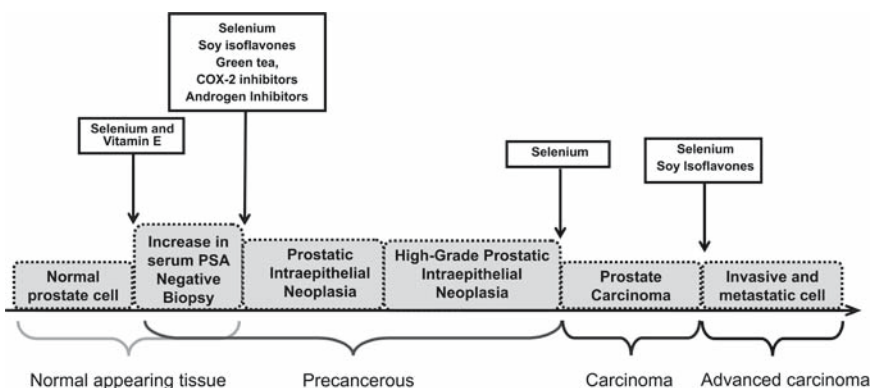 Selenium
Soy isoflavones
Green tea,
COX-2 inhibitors
Androgen Inhibitors
Selenium and
Vitamin E
Selenium
Selenium
Soy Isoflavones
Normal
prostate cell
Increase in
serum PSA
Negative
Biopsy
Prostatic
Intraepithelial
Neoplasia
High-Grade Prostatic
Intraepithelial
Neoplasia
Prostate
Carcinoma
Invasive and
metastatic cell
Normal appearing tissue
Precancerous
Carcinoma
Advanced carcinoma